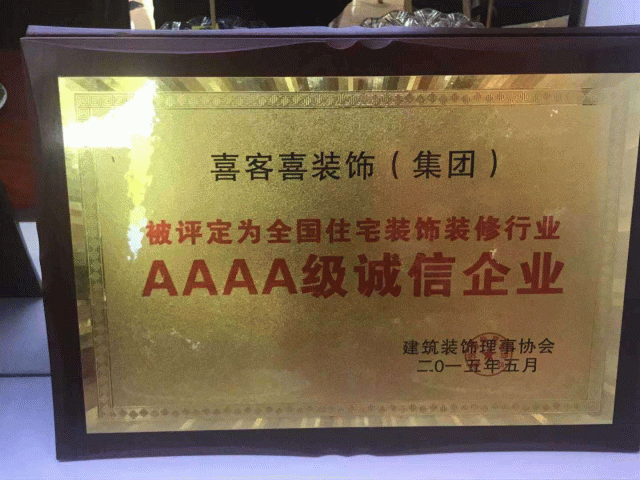 喜客喜装饰（集团）
被评定为全国住宅装饰装修行业
AAAA级诚信企业
建筑装饰理事协会
二0一五年五月